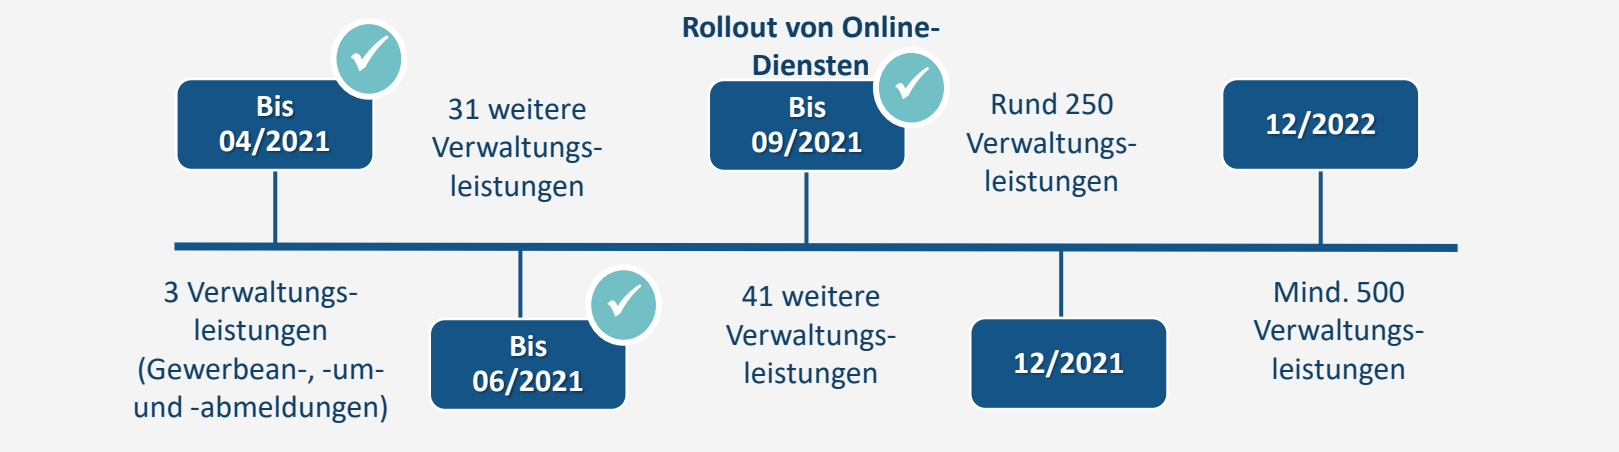 Rollout von Online-
Diensten
Bis
04/2021
3 Verwaltungs-
leistungen
(Gewerbean-, -um-
und -abmeldungen)
31 weitere
Verwaltungs-
leistungen
Bis
06/2021
Bis
09/2021
41 weitere
Verwaltungs-
leistungen
Rund 250
Verwaltungs-
leistungen
12/2021
12/2022
Mind. 500
Verwaltungs-
leistungen